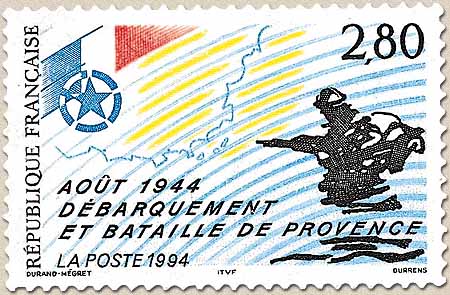 RÉPUBLIQUE FRANÇAISE
2,80
AOÛT 1944
DÉBARQUEMENT
ET BATAILLE DE PROVENCE
LA POSTE 1994
DURAND-MÉGRET
ITVF
DURRENS